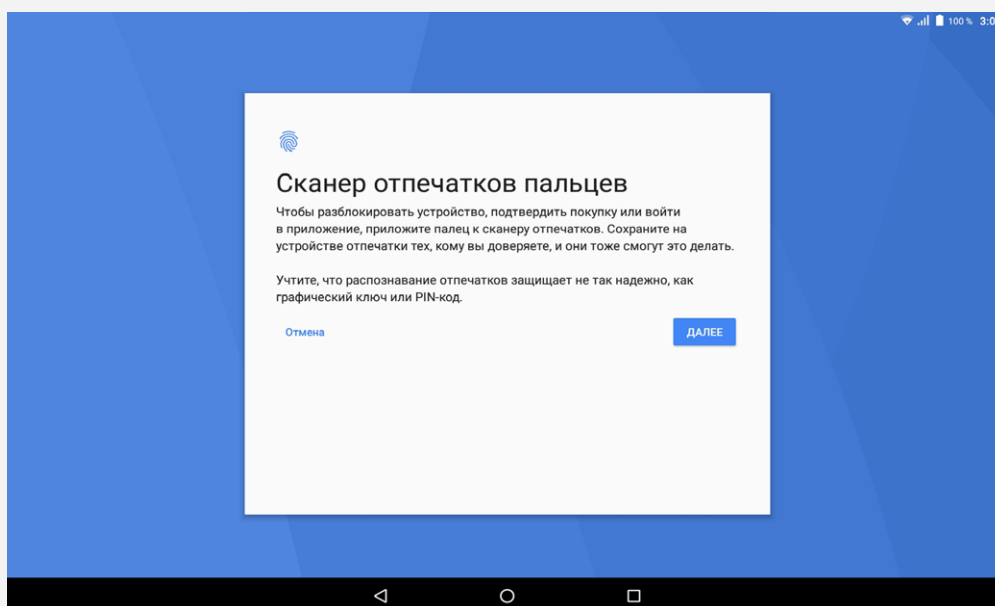 100 % 3:0
Сканер отпечатков пальцев
Чтобы разблокировать устройство, подтвердить покупку или войти
в приложение, приложите палец к сканеру отпечатков. Сохраните на
устройстве отпечатки тех, кому вы доверяете, и они тоже смогут это делать.
Учтите, что распознавание отпечатков защищает не так надежно, как
графический ключ или PIN-код.
Отмена ДАЛЕЕ